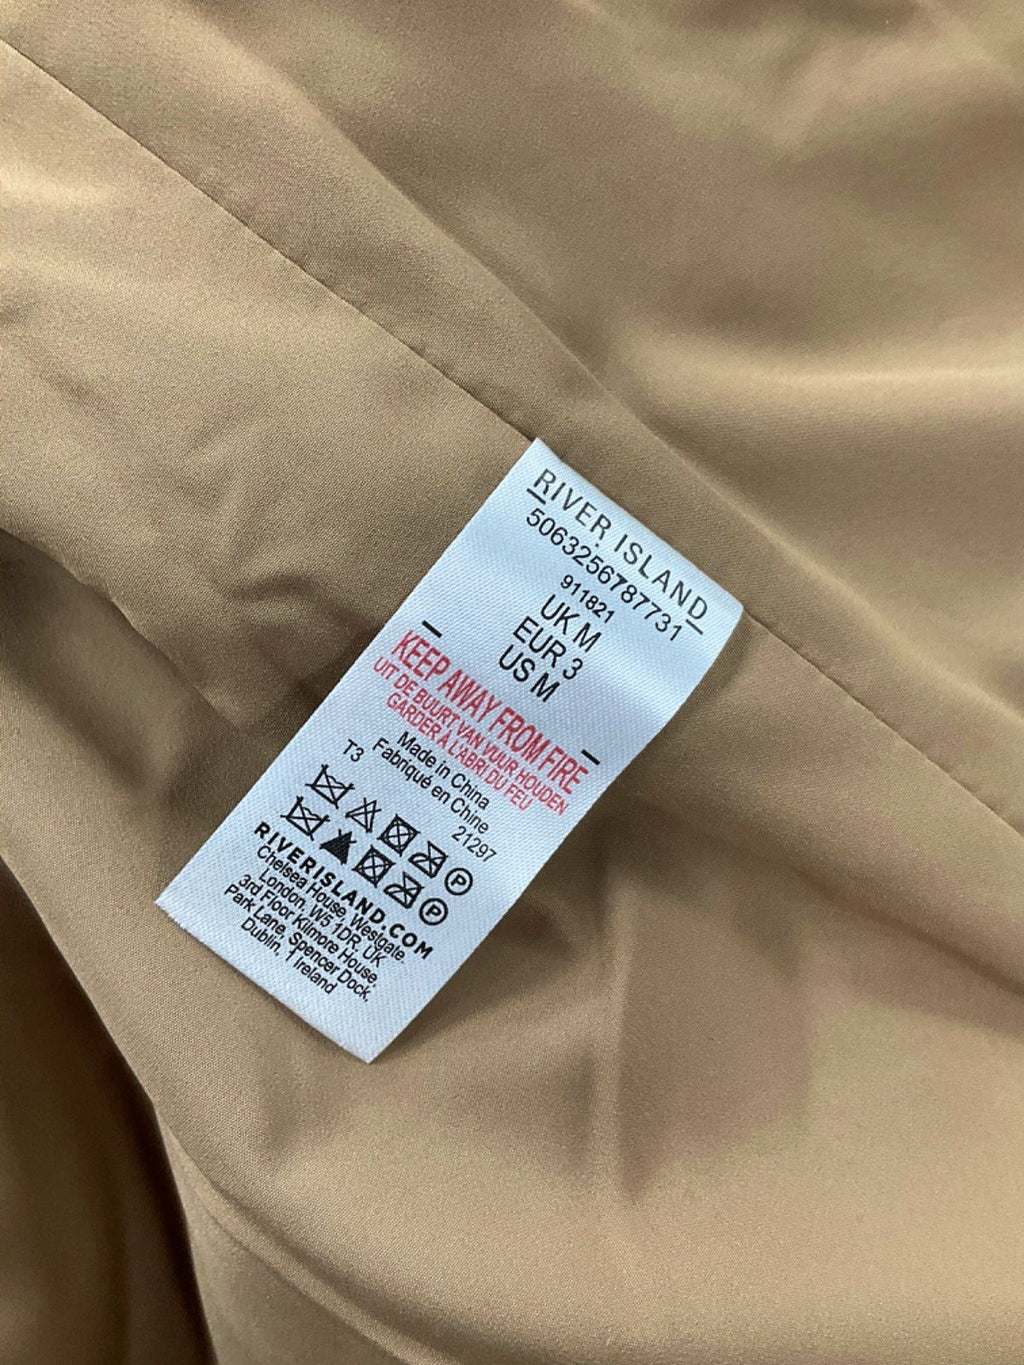 RIVER ISLAND
5063256787731
911821
UK M
EUR 3
US M
KEEP AWAY FROM FIRE
UIT DE BUURT VAN VUUR HOUDEN
GARDER À L'ABRI DU FEU
Made in China
Fabriqué en Chine
T3 21297
P
P
RIVERISLAND.COM
Chelsea House, Westgate,
London, W5 1DR, UK
3rd Floor Kilmore House,
Park Lane, Spencer Dock,
Dublin, 1 Ireland